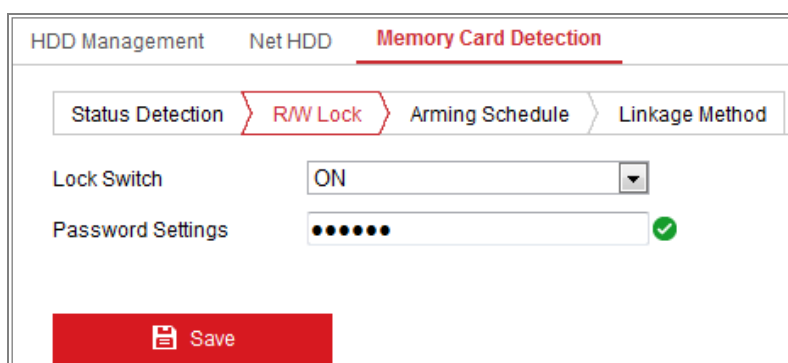 HDD Management Net HDD Memory Card Detection
Status Detection R/W Lock Arming Schedule Linkage Method
Lock Switch ON
Password Settings ••••••
Save